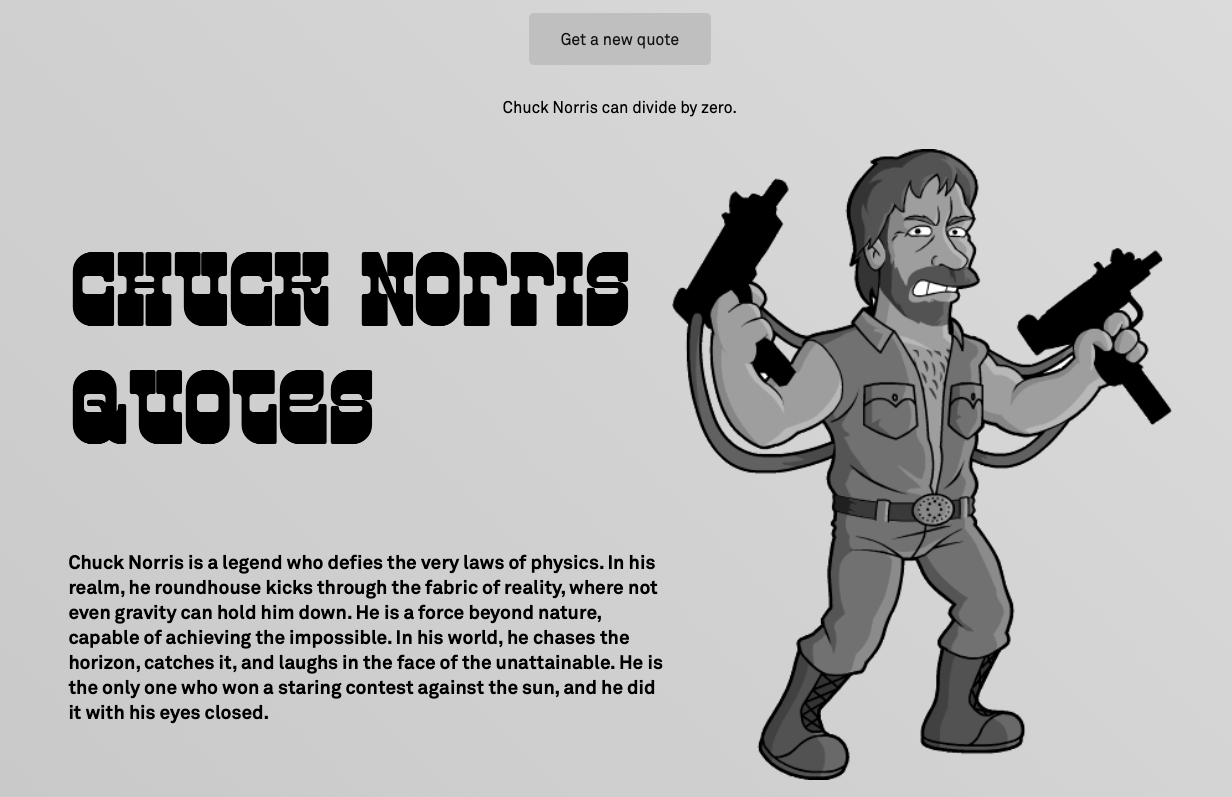 Get a new quote
Chuck Norris can divide by zero.
CHUCK NORRIS
QUOTES
Chuck Norris is a legend who defies the very laws of physics. In his
realm, he roundhouse kicks through the fabric of reality, where not
even gravity can hold him down. He is a force beyond nature,
capable of achieving the impossible. In his world, he chases the
horizon, catches it, and laughs in the face of the unattainable. He is
the only one who won a staring contest against the sun, and he did
it with his eyes closed.